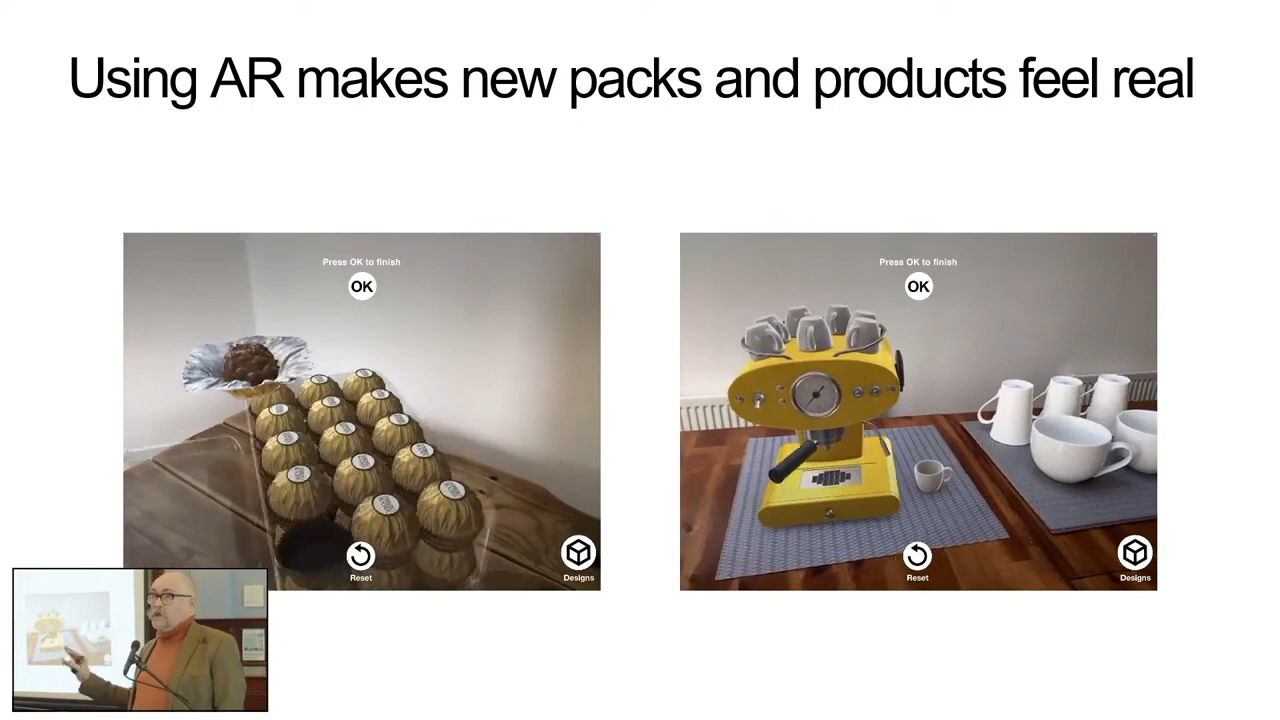 Using AR makes new packs and products feel real
Press OK to finish
OK
Reset
Designs
Press OK to finish
OK
Reset
Designs